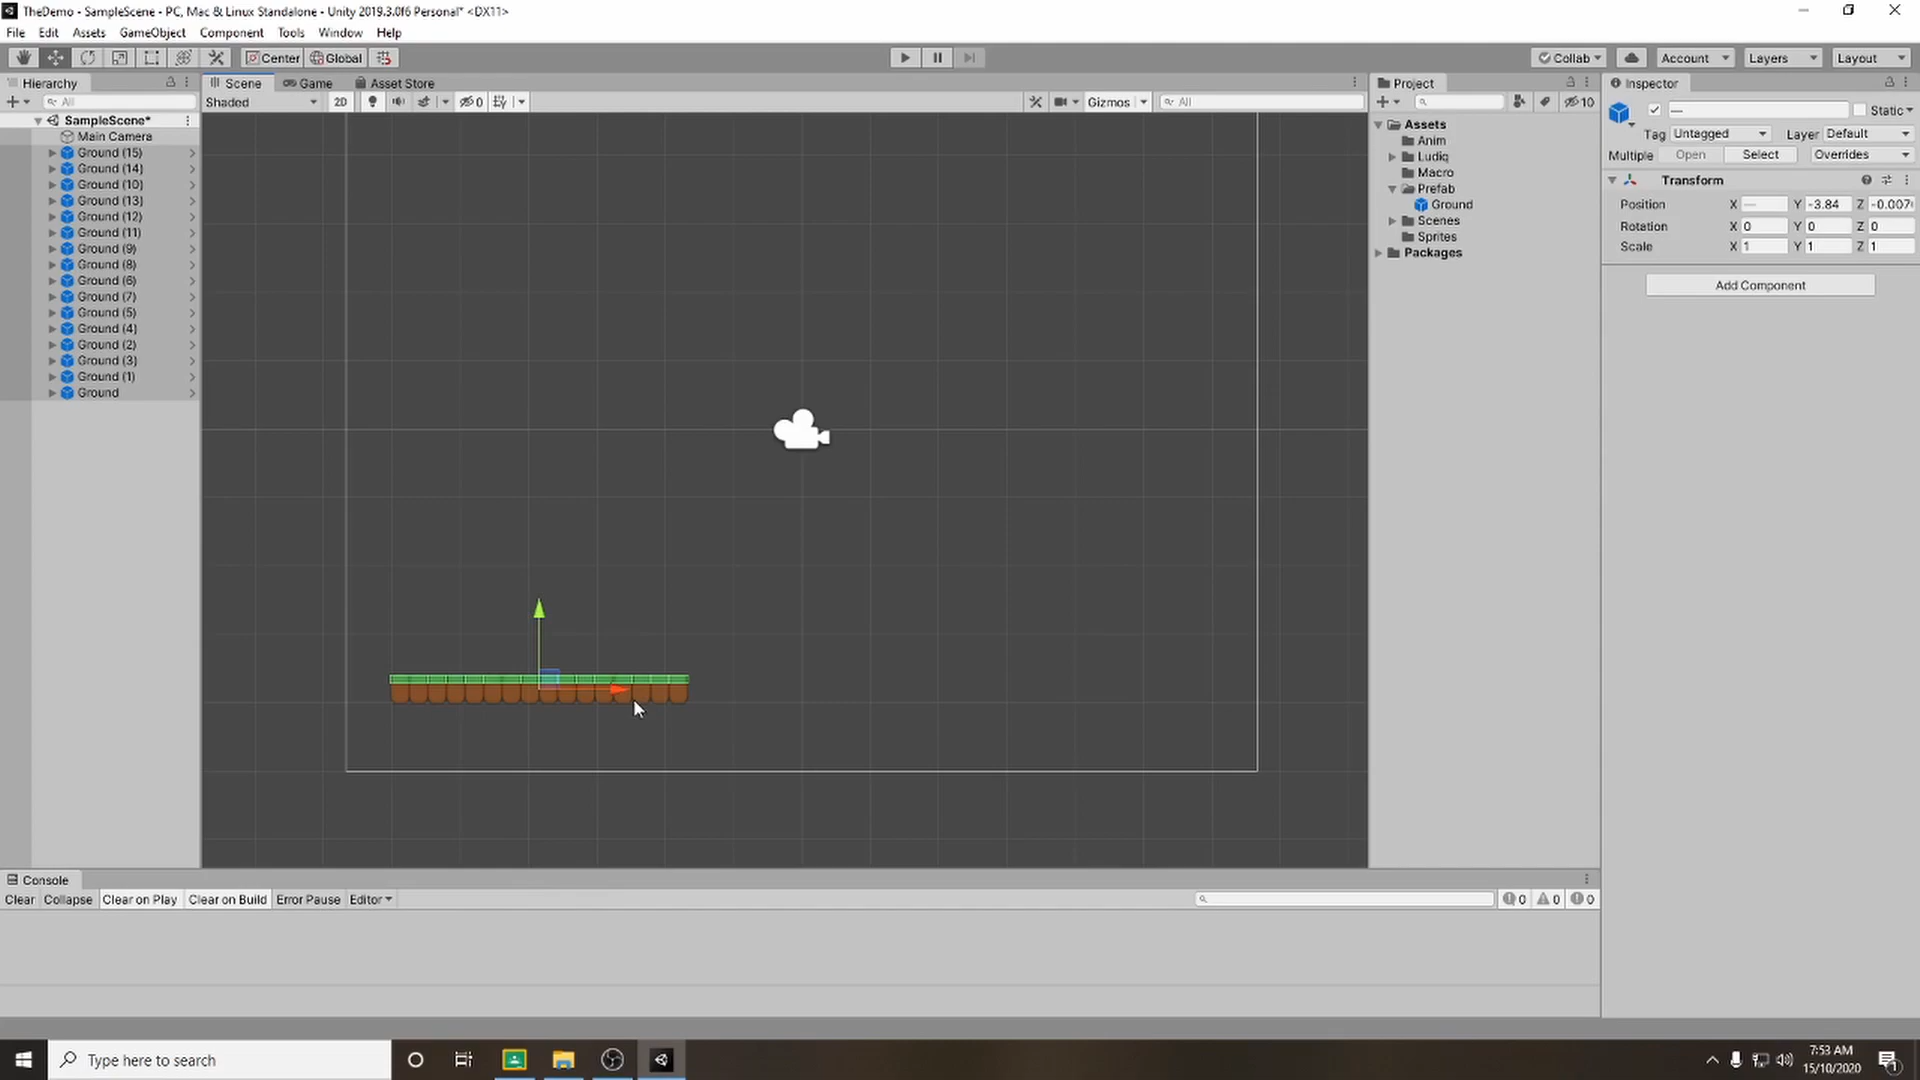 TheDemo - SampleScene - PC, Mac & Linux Standalone - Unity 2019.3.0f6 Personal* <DX11>
File Edit Assets GameObject Component Tools Window Help
Center Global Collab Account Layers Layout
Hierarchy Scene Game Asset Store Project Inspector
All Shaded 2D 0 Gizmos All 10
SampleScene*
Main Camera
Ground (15)
Ground (14)
Ground (10)
Ground (13)
Ground (12)
Ground (11)
Ground (9)
Ground (8)
Ground (6)
Ground (7)
Ground (5)
Ground (4)
Ground (2)
Ground (3)
Ground (1)
Ground
Assets
Anim
Ludiq
Macro
Prefab
Ground
Scenes
Sprites
Packages
— Static
Tag Untagged Layer Default
Multiple Open Select Overrides
Transform
Position X — Y -3.84 Z -0.007
Rotation X 0 Y 0 Z 0
Scale X 1 Y 1 Z 1
Add Component
Console
Clear Collapse Clear on Play Clear on Build Error Pause Editor 0 0 0
Type here to search
7:53 AM
15/10/2020
1